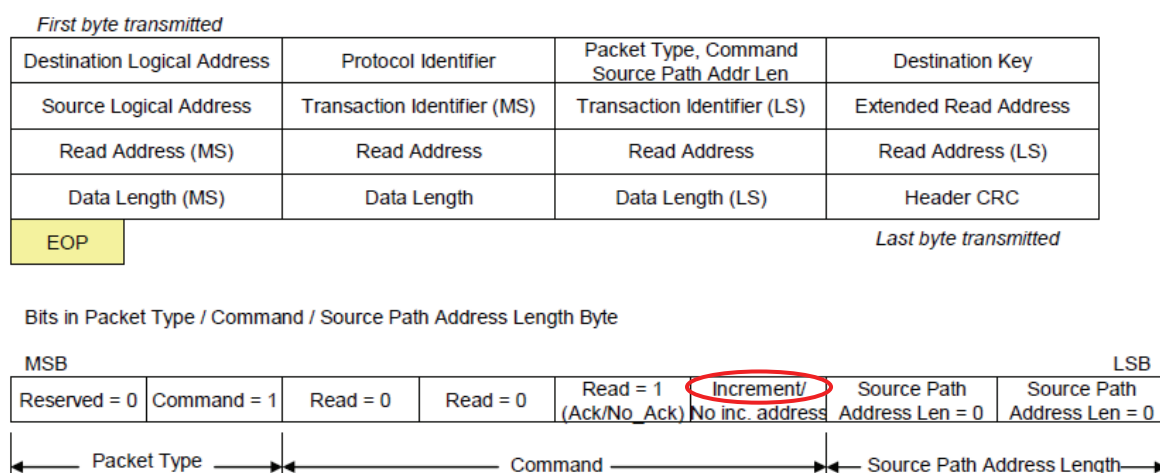 First byte transmitted
Destination Logical Address Protocol Identifier Packet Type, Command Source Path Addr Len Destination Key
Source Logical Address Transaction Identifier (MS) Transaction Identifier (LS) Extended Read Address
Read Address (MS) Read Address Read Address Read Address (LS)
Data Length (MS) Data Length Data Length (LS) Header CRC
EOP Last byte transmitted
Bits in Packet Type / Command / Source Path Address Length Byte
MSB LSB
Reserved = 0 Command = 1 Read = 0 Read = 0 Read = 1 (Ack/No_Ack) Increment/ No inc. address Source Path Address Len = 0 Source Path Address Len = 0
Packet Type Command Source Path Address Length